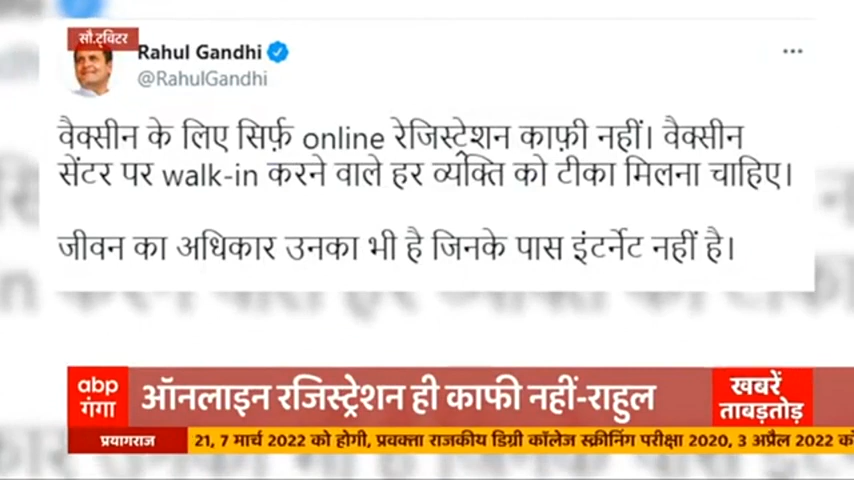 सौ.ट्विटर
Rahul Gandhi
@RahulGandhi
वैक्सीन के लिए सिर्फ़ online रेजिस्ट्रेशन काफ़ी नहीं। वैक्सीन
सेंटर पर walk-in करने वाले हर व्यक्ति को टीका मिलना चाहिए।
जीवन का अधिकार उनका भी है जिनके पास इंटर्नेट नहीं है।
abp
गंगा
ऑनलाइन रजिस्ट्रेशन ही काफी नहीं-राहुल
खबरें
ताबड़तोड़
प्रयागराज
21, 7 मार्च 2022 को होगी, प्रवक्ता राजकीय डिग्री कॉलेज स्क्रीनिंग परीक्षा 2020, 3 अप्रैल 2022 को